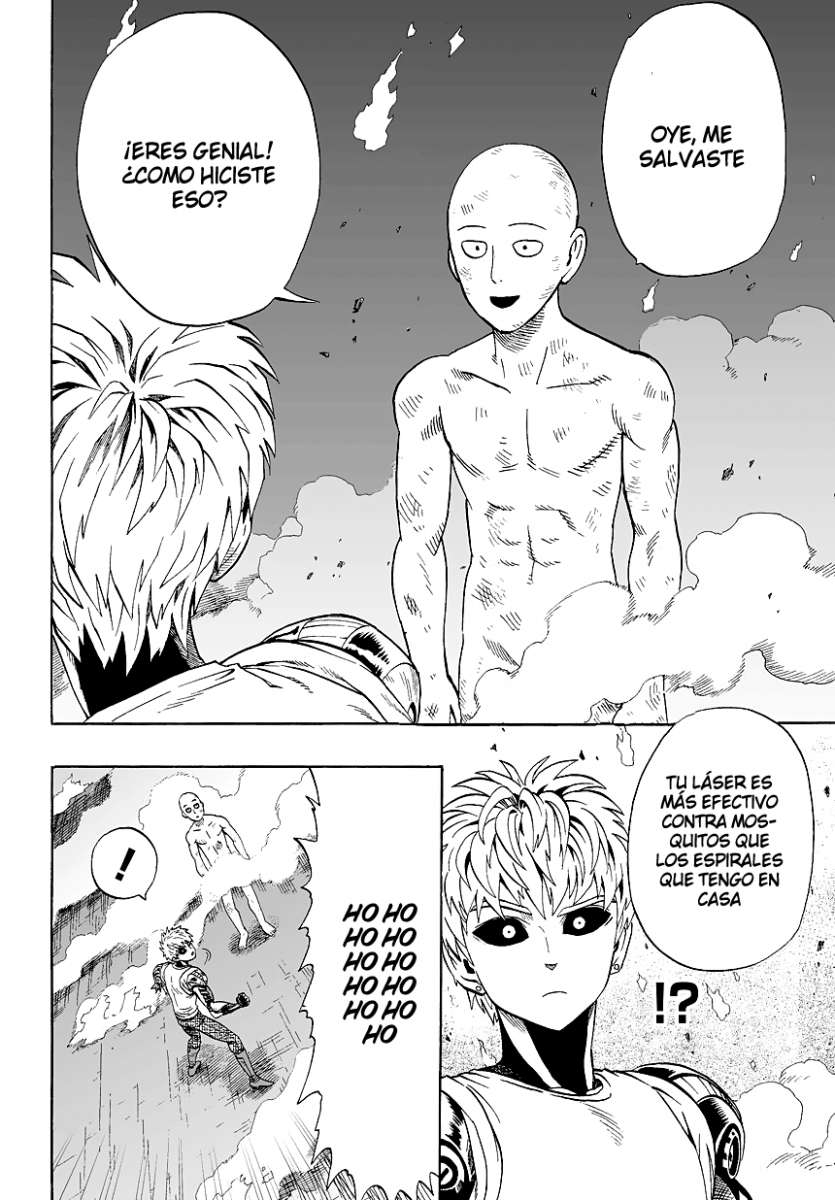 OYE, ME
SALVASTE
¡ERES GENIAL!
¿COMO HICISTE
ESO?
TU LÁSER ES
MÁS EFECTIVO
CONTRA MOS-
QUITOS QUE
LOS ESPIRALES
QUE TENGO EN
CASA
!?
HO HO
HO HO
HO HO
HO HO
HO HO
HO
!